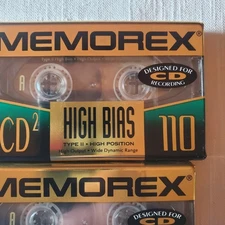 MEMOREX®
A
DESIGNED FOR
CD
RECORDING
CD2
HIGH BIAS
TYPE II • HIGH POSITION
High Output • Wide Dynamic Range
110
MEMOREX®
A
DESIGNED FOR
CD